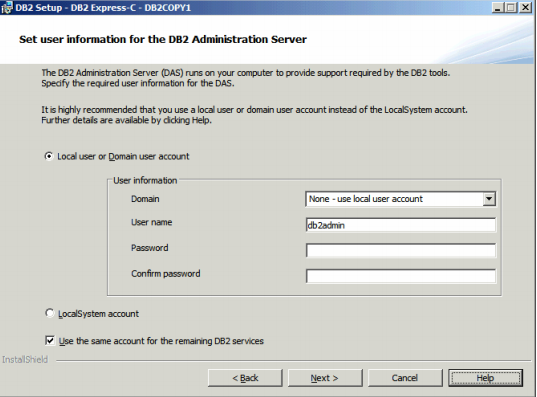 DB2 Setup - DB2 Express-C - DB2COPY1
Set user information for the DB2 Administration Server
The DB2 Administration Server (DAS) runs on your computer to provide support required by the DB2 tools.
Specify the required user information for the DAS.
It is highly recommended that you use a local user or domain user account instead of the LocalSystem account.
Further details are available by clicking Help.
Local user or Domain user account
User information
Domain
None - use local user account
User name
db2admin
Password
Confirm password
LocalSystem account
Use the same account for the remaining DB2 services
InstallShield
< Back
Next >
Cancel
Help